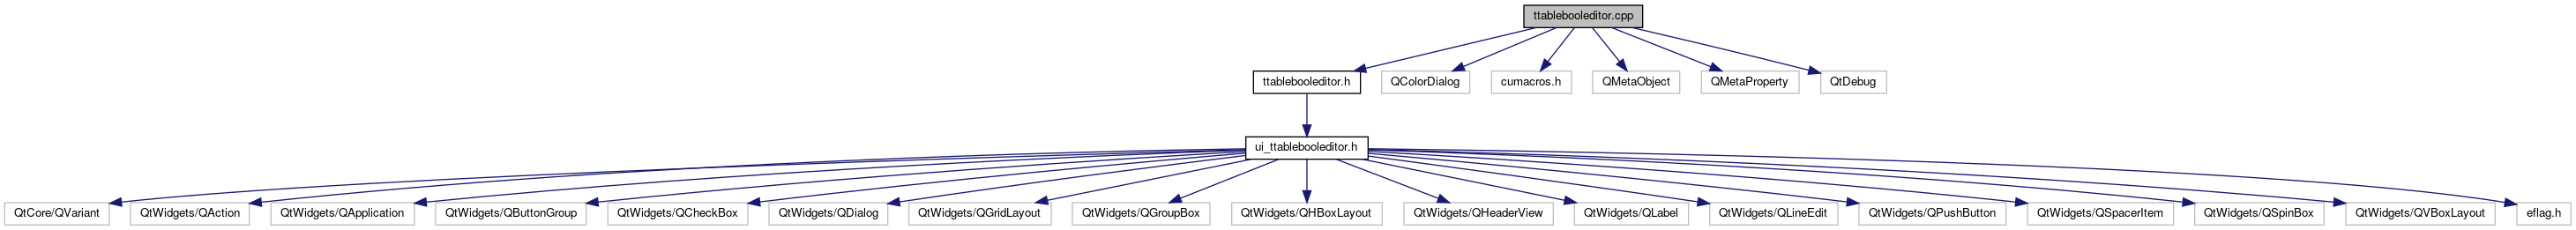 ttablebooleditor.cpp
ttablebooleditor.h
QColorDialog
cumacros.h
QMetaObject
QMetaProperty
QtDebug
ui_ttablebooleditor.h
QtCore/QVariant
QtWidgets/QAction
QtWidgets/QApplication
QtWidgets/QButtonGroup
QtWidgets/QCheckBox
QtWidgets/QDialog
QtWidgets/QGridLayout
QtWidgets/QGroupBox
QtWidgets/QHBoxLayout
QtWidgets/QHeaderView
QtWidgets/QLabel
QtWidgets/QLineEdit
QtWidgets/QPushButton
QtWidgets/QSpacerItem
QtWidgets/QSpinBox
QtWidgets/QVBoxLayout
eflag.h